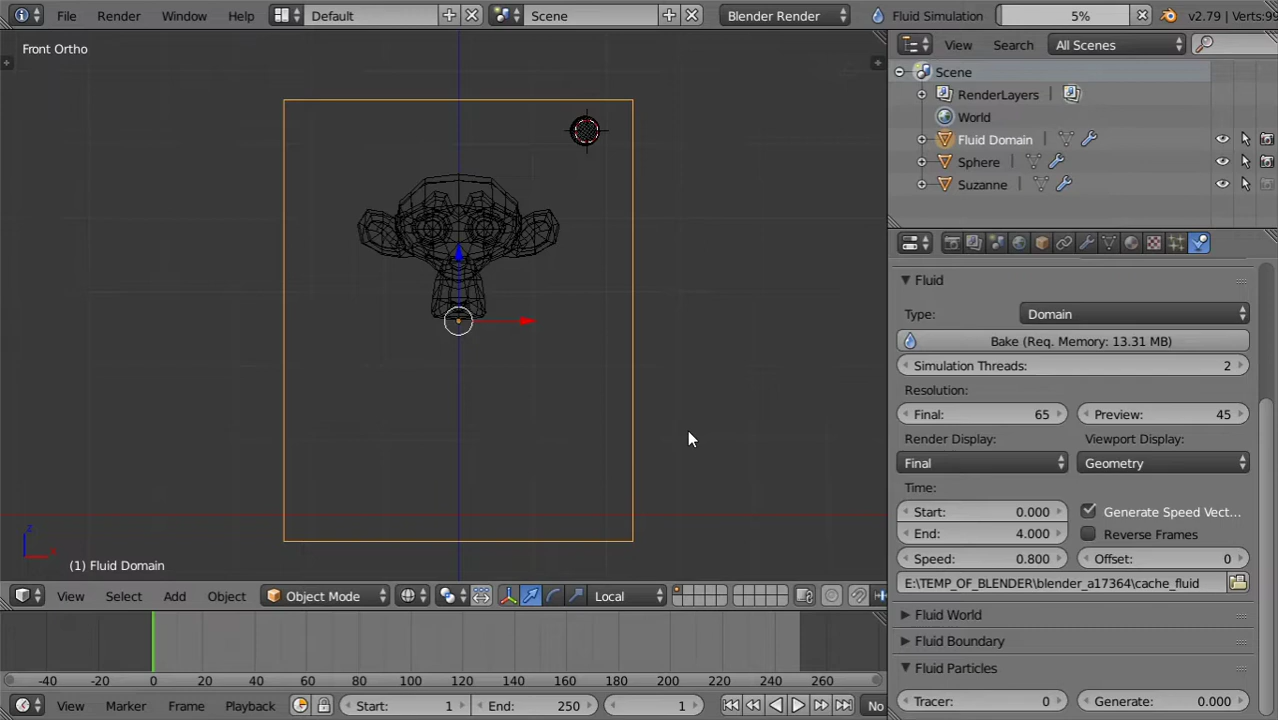 File Render Window Help Default Scene Blender Render Fluid Simulation 5% v2.79 | Verts:99
Front Ortho
View Search All Scenes
Scene
RenderLayers
World
Fluid Domain
Sphere
Suzanne
Fluid
Type: Domain
Bake (Req. Memory: 13.31 MB)
Simulation Threads: 2
Resolution:
Final: 65 Preview: 45
Render Display: Viewport Display:
Final Geometry
Time:
Start: 0.000 Generate Speed Vect...
End: 4.000 Reverse Frames
Speed: 0.800 Offset: 0
E:\TEMP_OF_BLENDER\blender_a17364\cache_fluid
Fluid World
Fluid Boundary
Fluid Particles
Tracer: 0 Generate: 0.000
z
x
(1) Fluid Domain
View Select Add Object Object Mode Local
-40 -20 0 20 40 60 80 100 120 140 160 180 200 220 240 260
View Marker Frame Playback Start: 1 End: 250 1 No